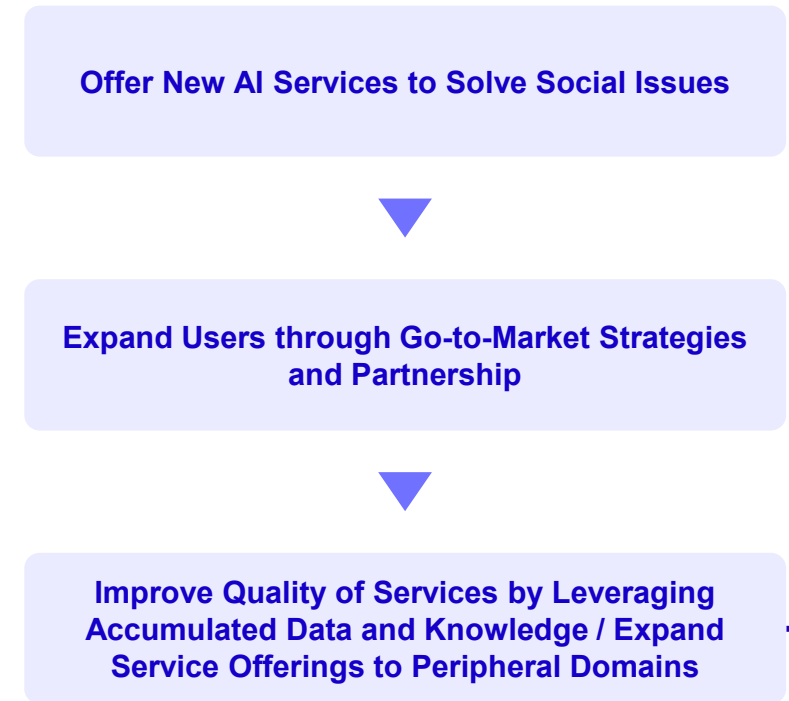 Offer New AI Services to Solve Social Issues
Expand Users through Go-to-Market Strategies
and Partnership
Improve Quality of Services by Leveraging
Accumulated Data and Knowledge / Expand
Service Offerings to Peripheral Domains